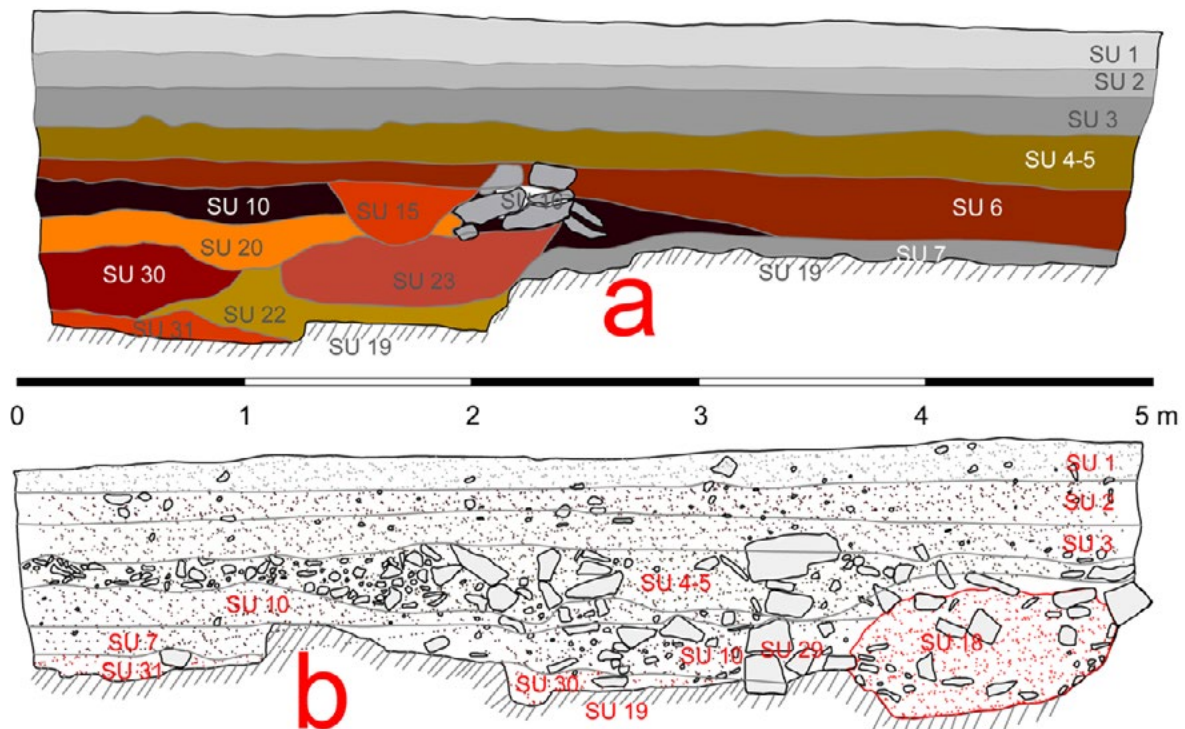 SU 1
SU 2
SU 3
SU 4-5
SU 10
SU 15
SU 6
SU 20
SU 7
SU 30
SU 23
SU 19
SU 22
SU 31
SU 19
a
0 1 2 3 4 5 m
SU 1
SU 2
SU 3
SU 4-5
SU 10
SU 7
SU 18
SU 29
SU 10
SU 31
SU 30
SU 19
b